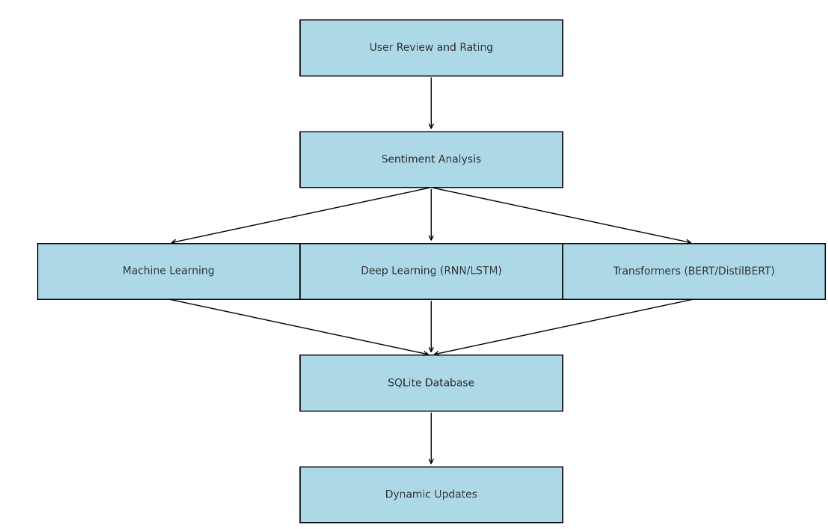 User Review and Rating
Sentiment Analysis
Machine Learning
Deep Learning (RNN/LSTM)
Transformers (BERT/DistilBERT)
SQLite Database
Dynamic Updates